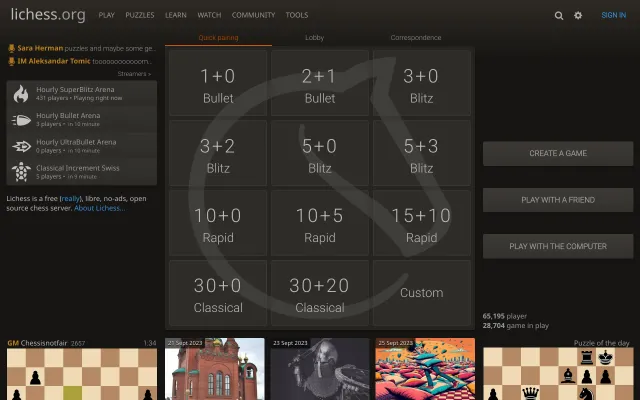 lichess.org PLAY PUZZLES LEARN WATCH COMMUNITY TOOLS SIGN IN
Sara Herman puzzles and maybe some ge..
IM Aleksandar Tomic
Streamers »
Hourly SuperBlitz Arena
431 players • Playing right now
Hourly Bullet Arena
3 players • in 10 minute
Hourly UltraBullet Arena
0 players • in 10 minute
Classical Increment Swiss
5 players • in 9 minute
Lichess is a free (really), libre, no-ads, open
source chess server. About Lichess...
Quick pairing Lobby Correspondence
1+0
Bullet
2+1
Bullet
3+0
Blitz
3+2
Blitz
5+0
Blitz
5+3
Blitz
10+0
Rapid
10+5
Rapid
15+10
Rapid
30+0
Classical
30+20
Classical
Custom
CREATE A GAME
PLAY WITH A FRIEND
PLAY WITH THE COMPUTER
65,195 player
28,704 game in play
GM Chessisnotfair 2657 1:34
27 Sept 2023
23 Sept 2023
25 Sept 2023
Puzzle of the day